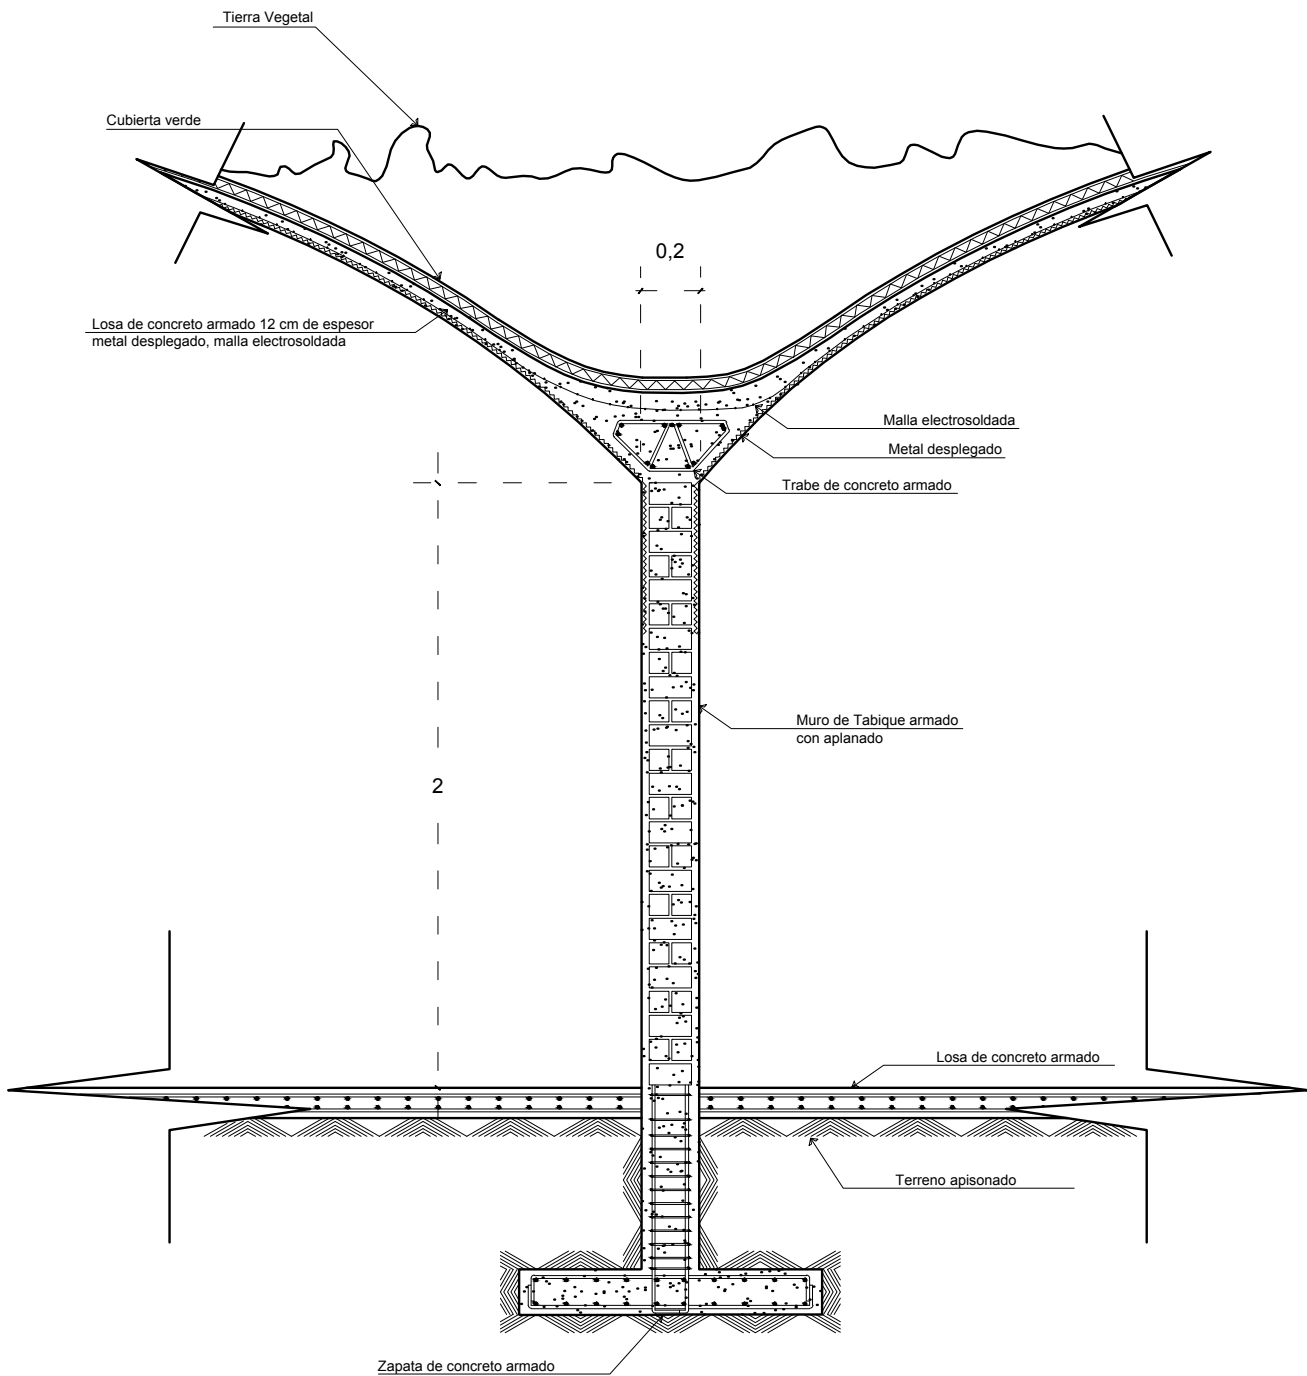 Tierra Vegetal
Cubierta verde
0,2
Losa de concreto armado 12 cm de espesor
metal desplegado, malla electrosoldada
Malla electrosoldada
Metal desplegado
Trabe de concreto armado
Muro de Tabique armado
con aplanado
2
Losa de concreto armado
Terreno apisonado
Zapata de concreto armado